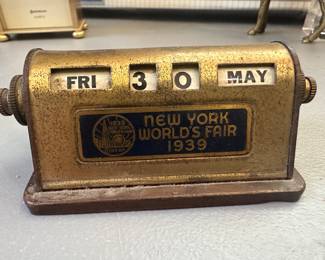 FRI 3 0 MAY
NEW YORK
WORLD'S FAIR
1939